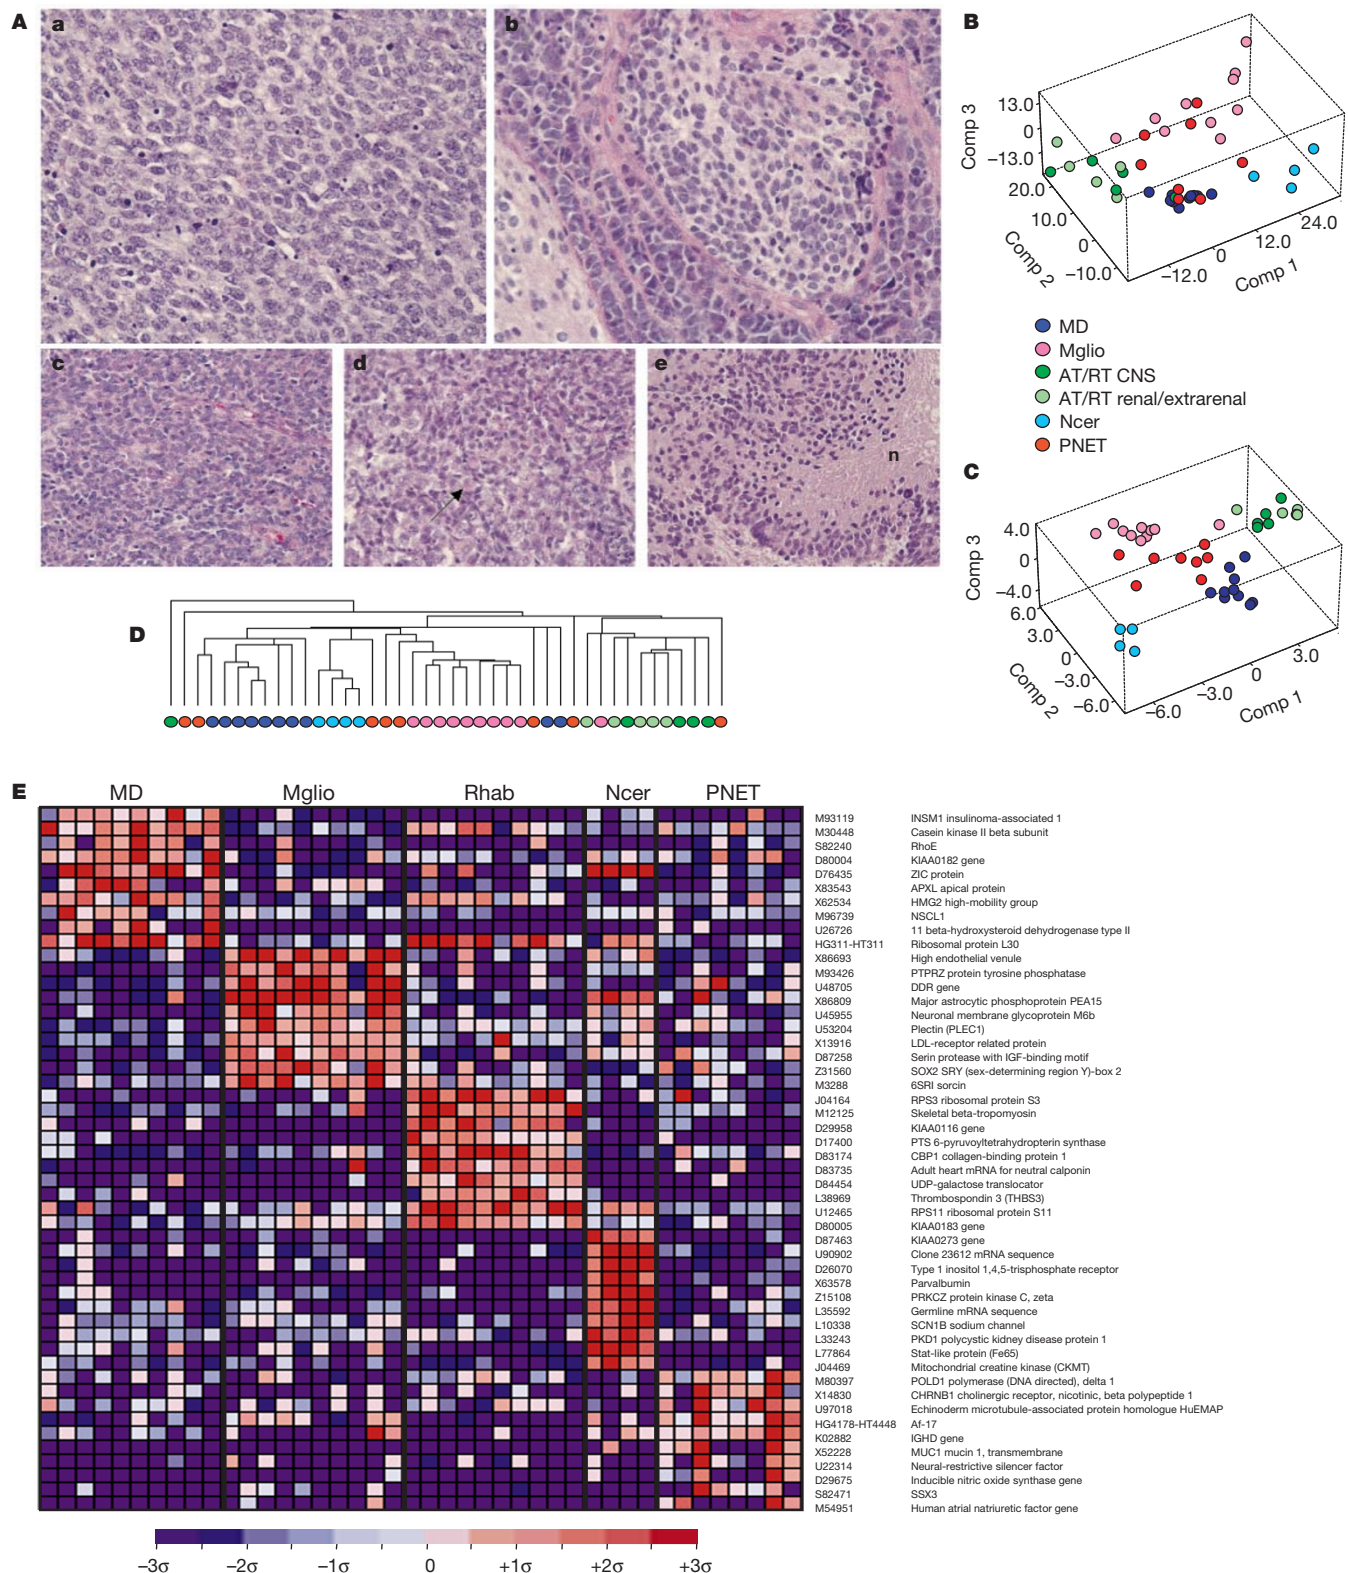 A
a
b
c
d
e
n
B
Comp 3
13.0
0
−13.0
20.0
10.0
0
−10.0
Comp 2
−12.0
0
12.0
24.0
Comp 1
MD
Mglio
AT/RT CNS
AT/RT renal/extrarenal
Ncer
PNET
C
Comp 3
4.0
0
−4.0
6.0
3.0
0
−3.0
−6.0
Comp 2
−6.0
−3.0
0
3.0
Comp 1
D
E
MD Mglio Rhab Ncer PNET
M93119 INSM1 insulinoma-associated 1
M30448 Casein kinase II beta subunit
S82240 RhoE
D80004 KIAA0182 gene
D76435 ZIC protein
X83543 APXL apical protein
X62534 HMG2 high-mobility group
M96739 NSCL1
U26726 11 beta-hydroxysteroid dehydrogenase type II
HG311-HT311 Ribosomal protein L30
X86693 High endothelial venule
M93426 PTPRZ protein tyrosine phosphatase
U48705 DDR gene
X86809 Major astrocytic phosphoprotein PEA15
U45955 Neuronal membrane glycoprotein M6b
U53204 Plectin (PLEC1)
X13916 LDL-receptor related protein
D87258 Serin protease with IGF-binding motif
Z31560 SOX2 SRY (sex-determining region Y)-box 2
M3288 6SRI sorcin
J04164 RPS3 ribosomal protein S3
M12125 Skeletal beta-tropomyosin
D29958 KIAA0116 gene
D17400 PTS 6-pyruvoyltetrahydropterin synthase
D83174 CBP1 collagen-binding protein 1
D83735 Adult heart mRNA for neutral calponin
D84454 UDP-galactose translocator
L38969 Thrombospondin 3 (THBS3)
U12465 RPS11 ribosomal protein S11
D80005 KIAA0183 gene
D87463 KIAA0273 gene
U90902 Clone 23612 mRNA sequence
D26070 Type 1 inositol 1,4,5-trisphosphate receptor
X63578 Parvalbumin
Z15108 PRKCZ protein kinase C, zeta
L35592 Germline mRNA sequence
L10338 SCN1B sodium channel
L33243 PKD1 polycystic kidney disease protein 1
L77864 Stat-like protein (Fe65)
J04469 Mitochondrial creatine kinase (CKMT)
M80397 POLD1 polymerase (DNA directed), delta 1
X14830 CHRNB1 cholinergic receptor, nicotinic, beta polypeptide 1
U97018 Echinoderm microtubule-associated protein homologue HuEMAP
HG4178-HT4448 Af-17
K02882 IGHD gene
X52228 MUC1 mucin 1, transmembrane
U22314 Neural-restrictive silencer factor
D29675 Inducible nitric oxide synthase gene
S82471 SSX3
M54951 Human atrial natriuretic factor gene
−3σ −2σ −1σ 0 +1σ +2σ +3σ